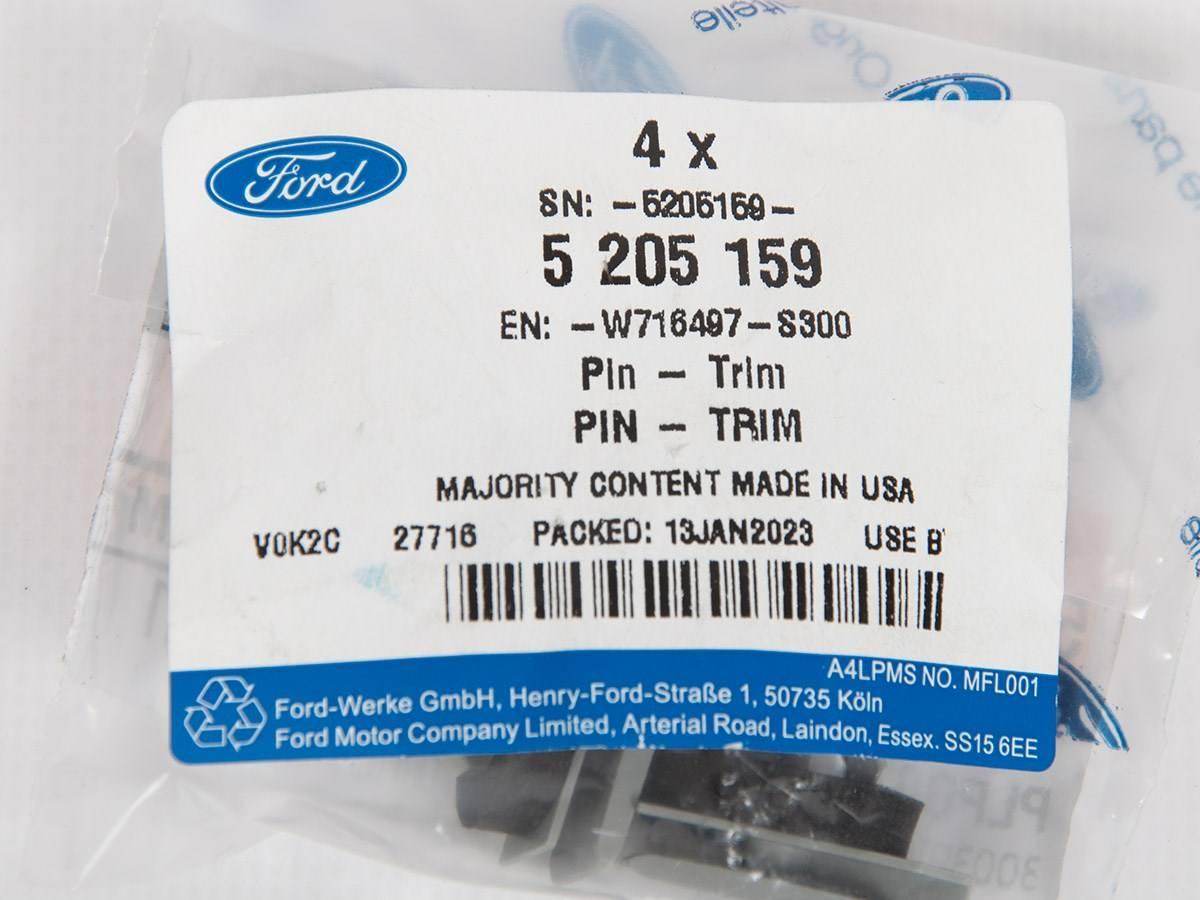 Ford
4 x
SN: -5205159-
5 205 159
EN: -W716497-S300
Pin - Trim
PIN - TRIM
MAJORITY CONTENT MADE IN USA
V0K2C 27716 PACKED: 13JAN2023 USE B
A4LPMS NO. MFL001
Ford-Werke GmbH, Henry-Ford-Straße 1, 50735 Köln
Ford Motor Company Limited, Arterial Road, Laindon, Essex. SS15 6EE